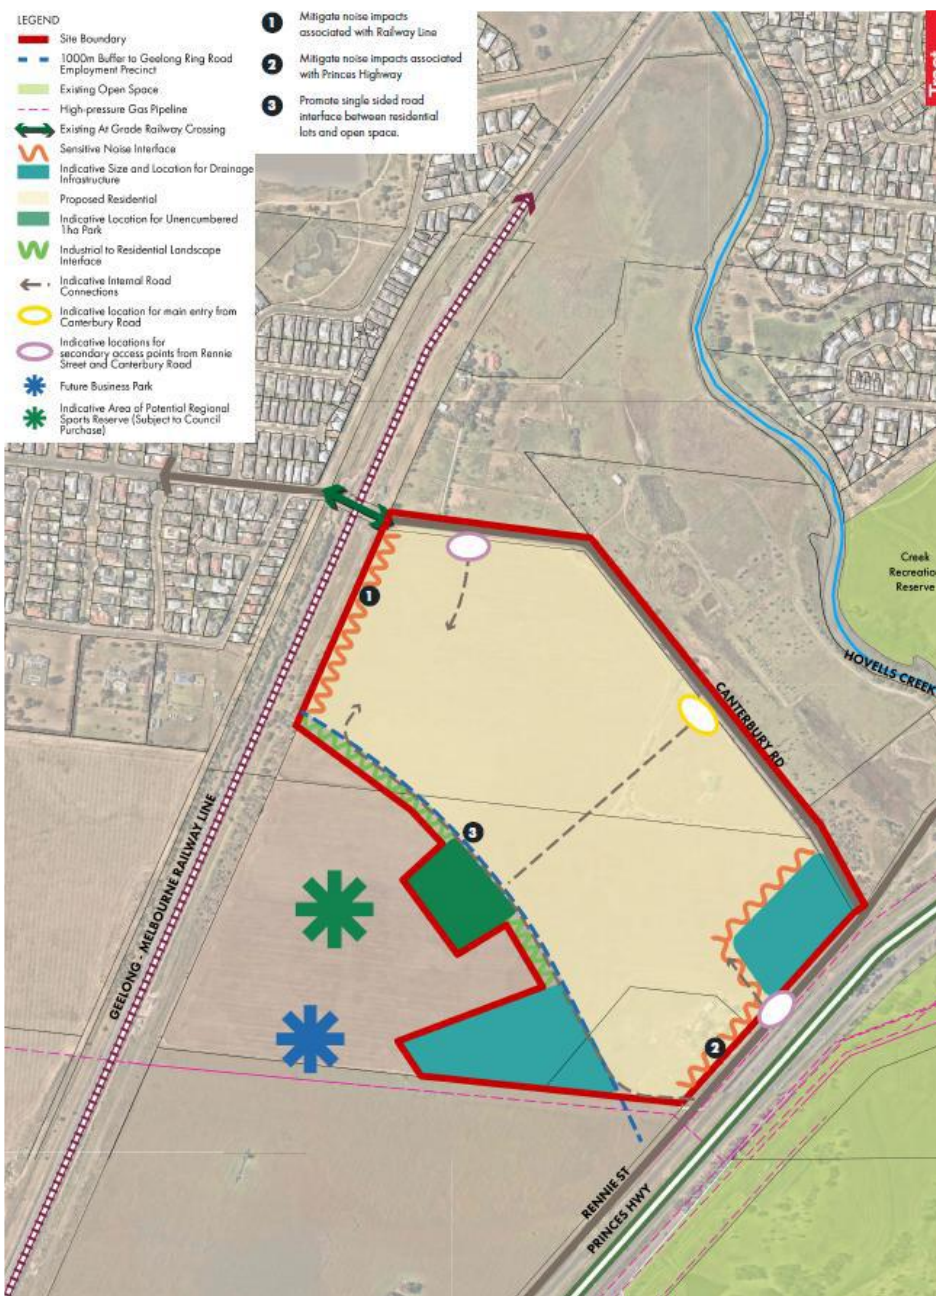 LEGEND
Site Boundary
1000m Buffer to Geelong Ring Road
Employment Precinct
Existing Open Space
High-pressure Gas Pipeline
Existing At Grade Railway Crossing
Sensitive Noise Interface
Indicative Size and Location for Drainage
Infrastructure
Proposed Residential
Indicative Location for Unencumbered
1ha Park
Industrial to Residential Landscape
Interface
Indicative Internal Road
Connections
Indicative location for main entry from
Canterbury Road
Indicative locations for
secondary access points from Rennie
Street and Canterbury Road
Future Business Park
Indicative Area of Potential Regional
Sports Reserve (Subject to Council
Purchase)
1 Mitigate noise impacts
associated with Railway Line
2 Mitigate noise impacts associated
with Princes Highway
3 Promote single sided road
interface between residential
lots and open space.
Tract
1
Creek
Recreation
Reserve
HOVELLS CREEK
CANTERBURY RD
GEELONG - MELBOURNE RAILWAY LINE
3
2
RENNIE ST
PRINCES HWY